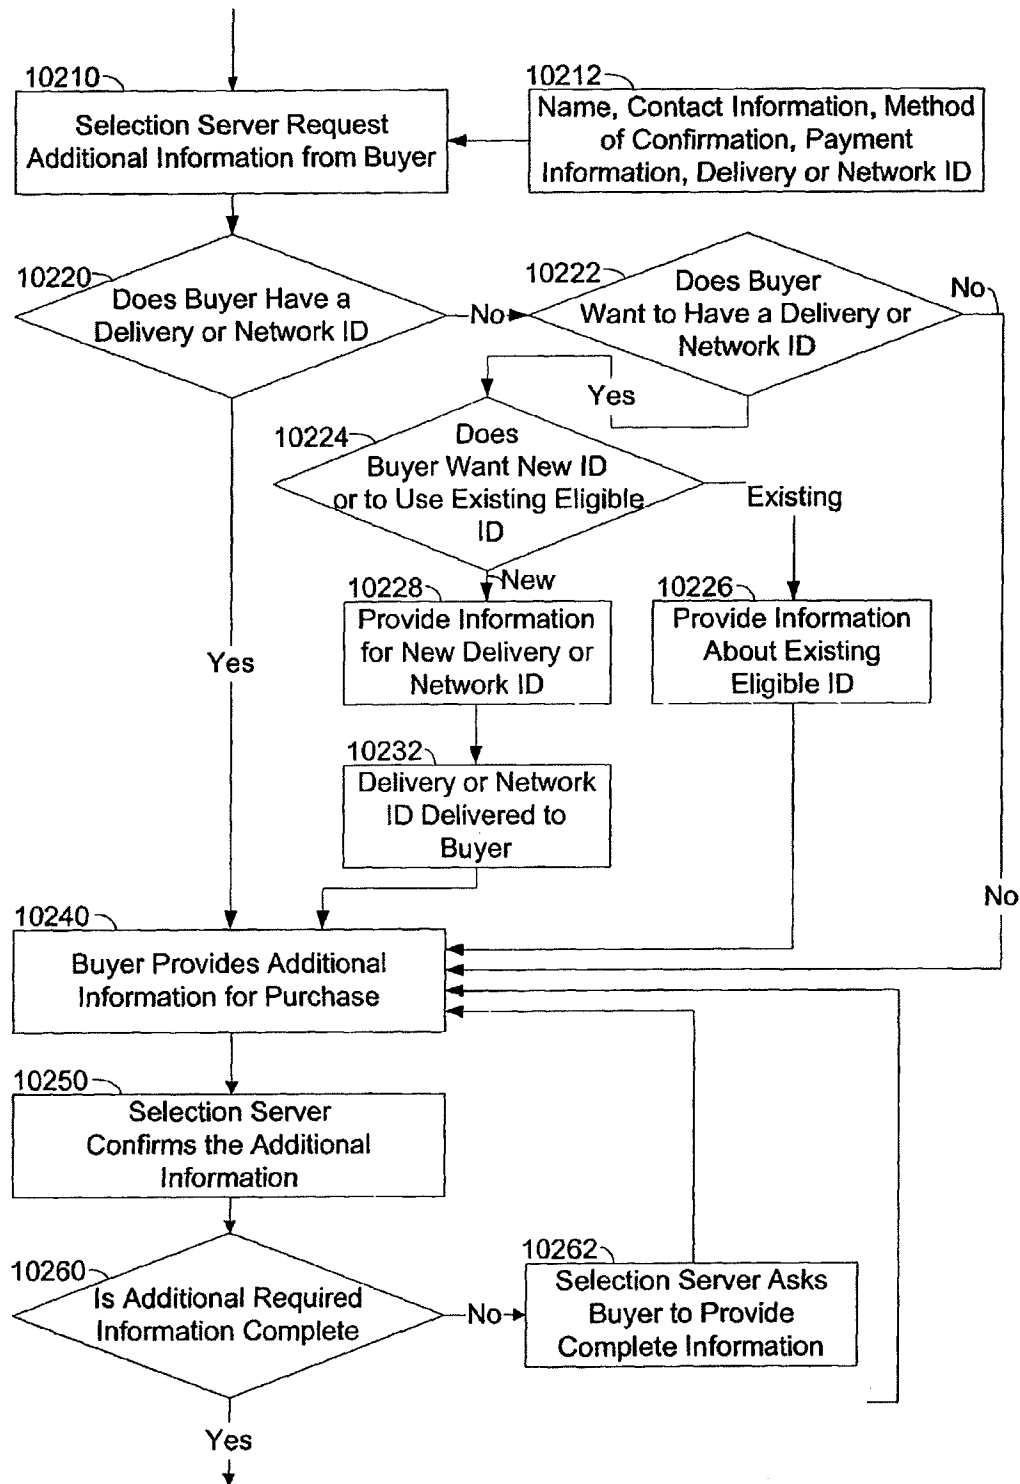 10210
Selection Server Request
Additional Information from Buyer
10212
Name, Contact Information, Method
of Confirmation, Payment
Information, Delivery or Network ID
10220
Does Buyer Have a
Delivery or Network ID
No
10222
Does Buyer
Want to Have a Delivery or
Network ID
No
Yes
10224
Does
Buyer Want New ID
or to Use Existing Eligible
ID
Existing
New
10228
Provide Information
for New Delivery or
Network ID
10226
Provide Information
About Existing
Eligible ID
Yes
10232
Delivery or Network
ID Delivered to
Buyer
No
10240
Buyer Provides Additional
Information for Purchase
10250
Selection Server
Confirms the Additional
Information
10260
Is Additional Required
Information Complete
No
10262
Selection Server Asks
Buyer to Provide
Complete Information
Yes